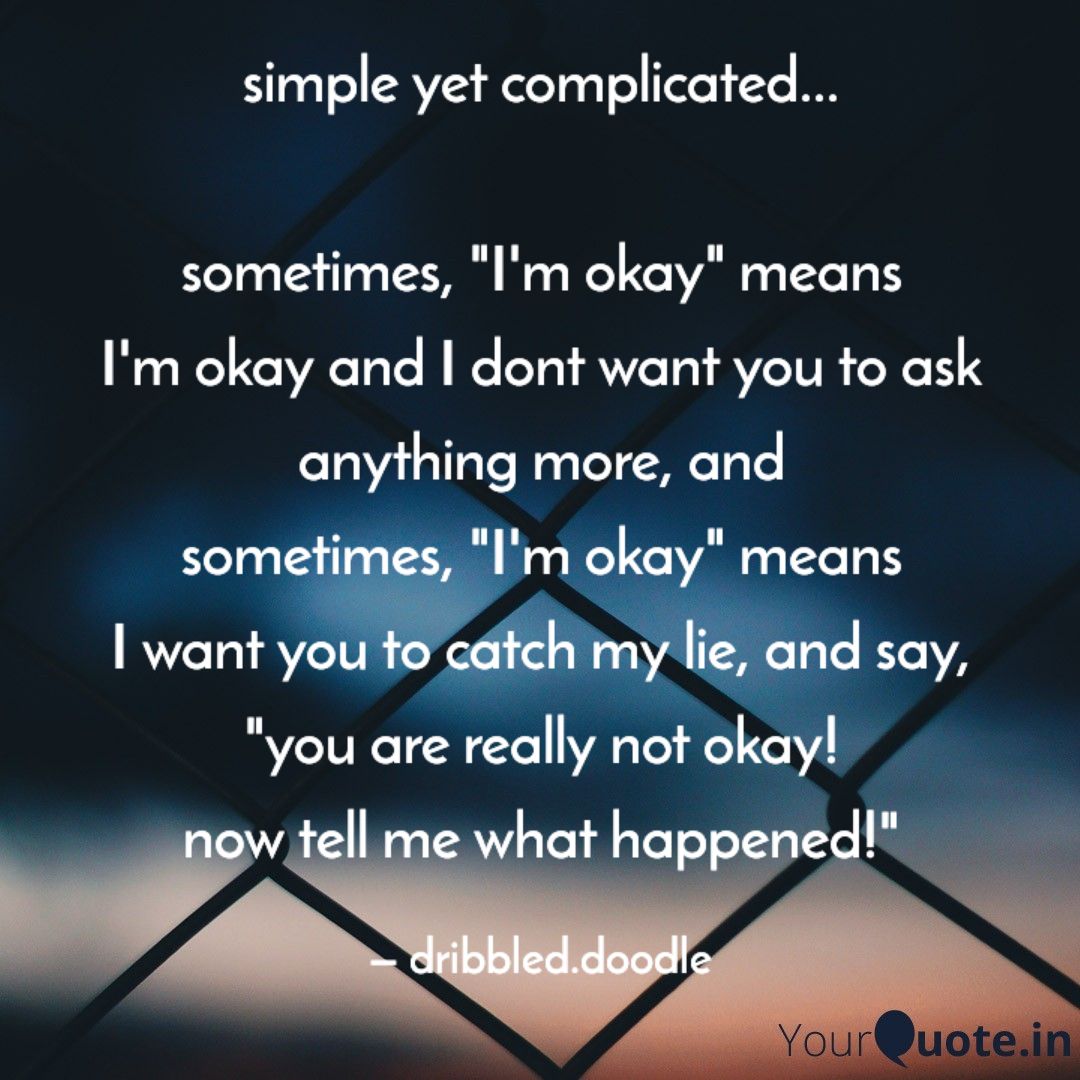 simple yet complicated...
sometimes, "I'm okay" means
I'm okay and I dont want you to ask
anything more, and
sometimes, "I'm okay" means
I want you to catch my lie, and say,
"you are really not okay!
now tell me what happened!"
– dribbled.doodle
YourQuote.in